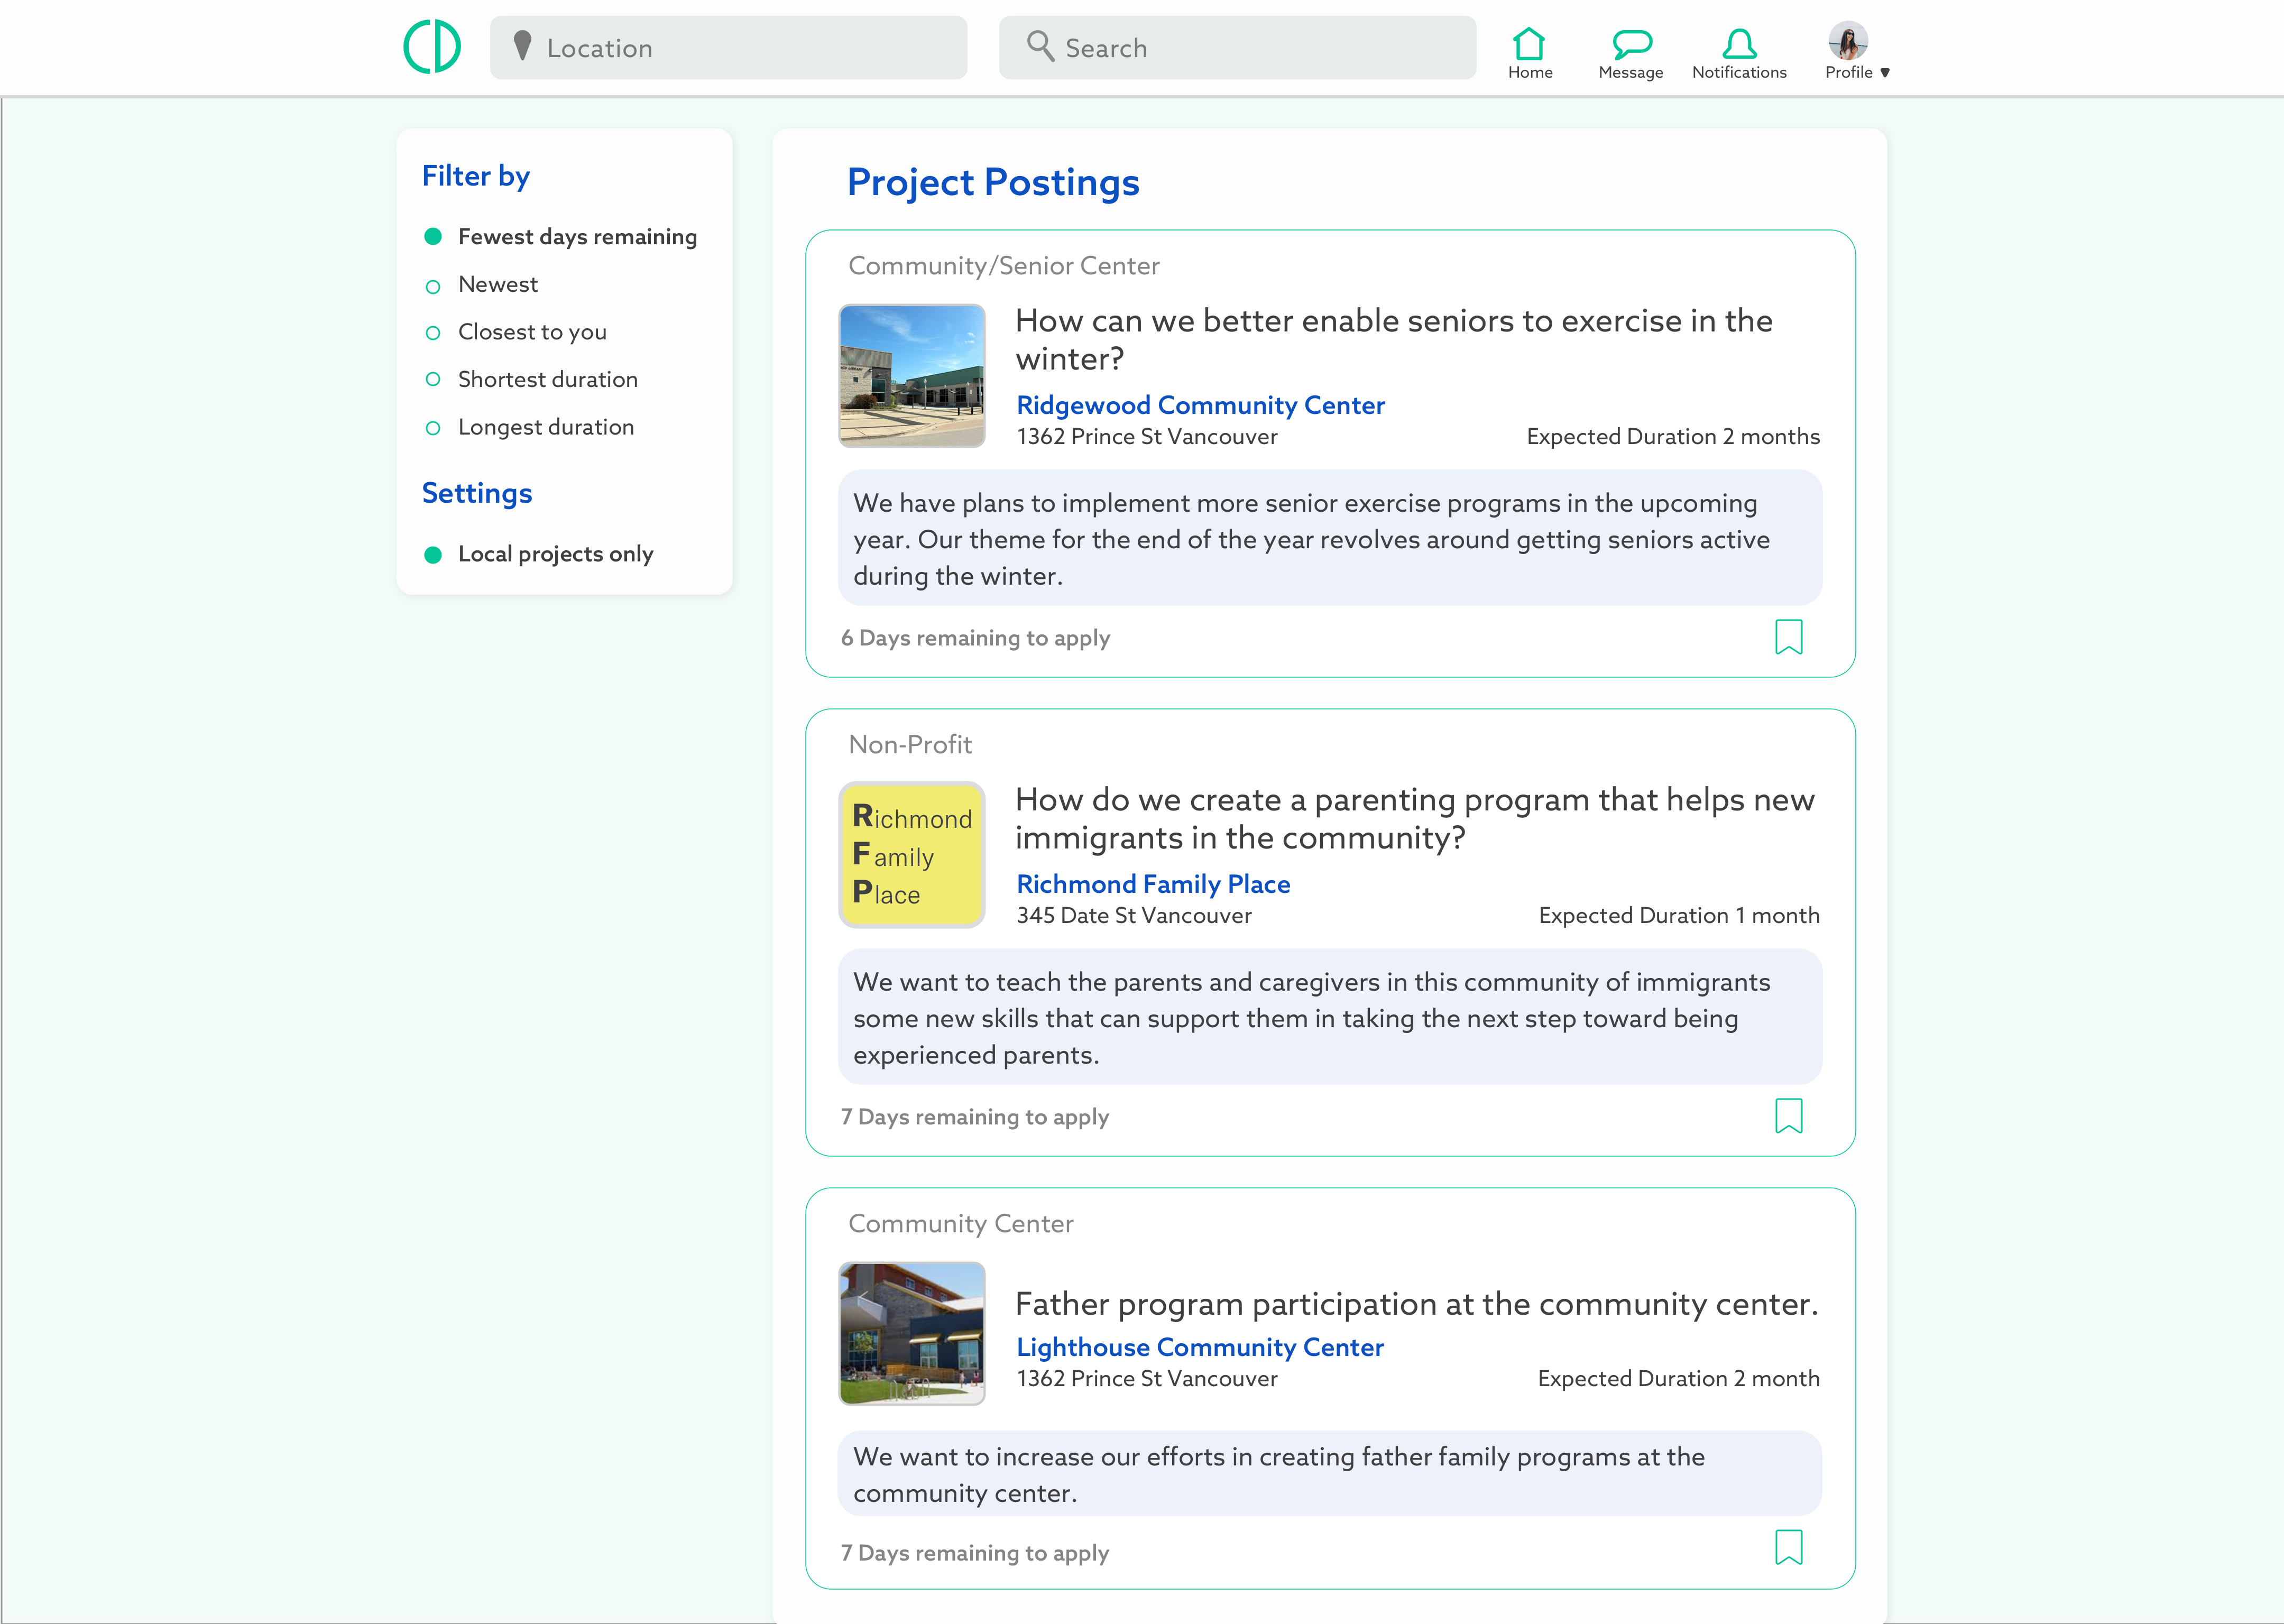 Location
Search
Home
Message
Notifications
Profile ▼
Filter by
Fewest days remaining
Newest
Closest to you
Shortest duration
Longest duration
Settings
Local projects only
Project Postings
Community/Senior Center
How can we better enable seniors to exercise in the
winter?
Ridgewood Community Center
1362 Prince St Vancouver
Expected Duration 2 months
We have plans to implement more senior exercise programs in the upcoming
year. Our theme for the end of the year revolves around getting seniors active
during the winter.
6 Days remaining to apply
Non-Profit
Richmond
Family
Place
How do we create a parenting program that helps new
immigrants in the community?
Richmond Family Place
345 Date St Vancouver
Expected Duration 1 month
We want to teach the parents and caregivers in this community of immigrants
some new skills that can support them in taking the next step toward being
experienced parents.
7 Days remaining to apply
Community Center
Father program participation at the community center.
Lighthouse Community Center
1362 Prince St Vancouver
Expected Duration 2 month
We want to increase our efforts in creating father family programs at the
community center.
7 Days remaining to apply